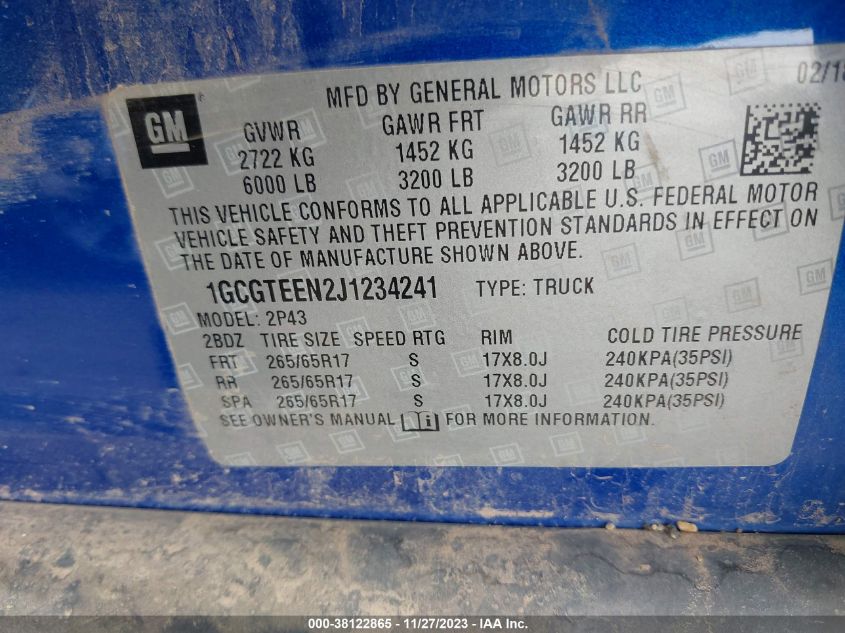 MFD BY GENERAL MOTORS LLC 02/18
GM
GVWR GAWR FRT GAWR RR
2722 KG 1452 KG 1452 KG
6000 LB 3200 LB 3200 LB
THIS VEHICLE CONFORMS TO ALL APPLICABLE U.S. FEDERAL MOTOR
VEHICLE SAFETY AND THEFT PREVENTION STANDARDS IN EFFECT ON
THE DATE OF MANUFACTURE SHOWN ABOVE.
1GCGTEEN2J1234241 TYPE: TRUCK
MODEL: 2P43
2BDZ TIRE SIZE SPEED RTG RIM COLD TIRE PRESSURE
FRT 265/65R17 S 17X8.0J 240KPA(35PSI)
RR 265/65R17 S 17X8.0J 240KPA(35PSI)
SPA 265/65R17 S 17X8.0J 240KPA(35PSI)
SEE OWNER'S MANUAL i FOR MORE INFORMATION.
000-38122865 - 11/27/2023 - IAA, Inc.